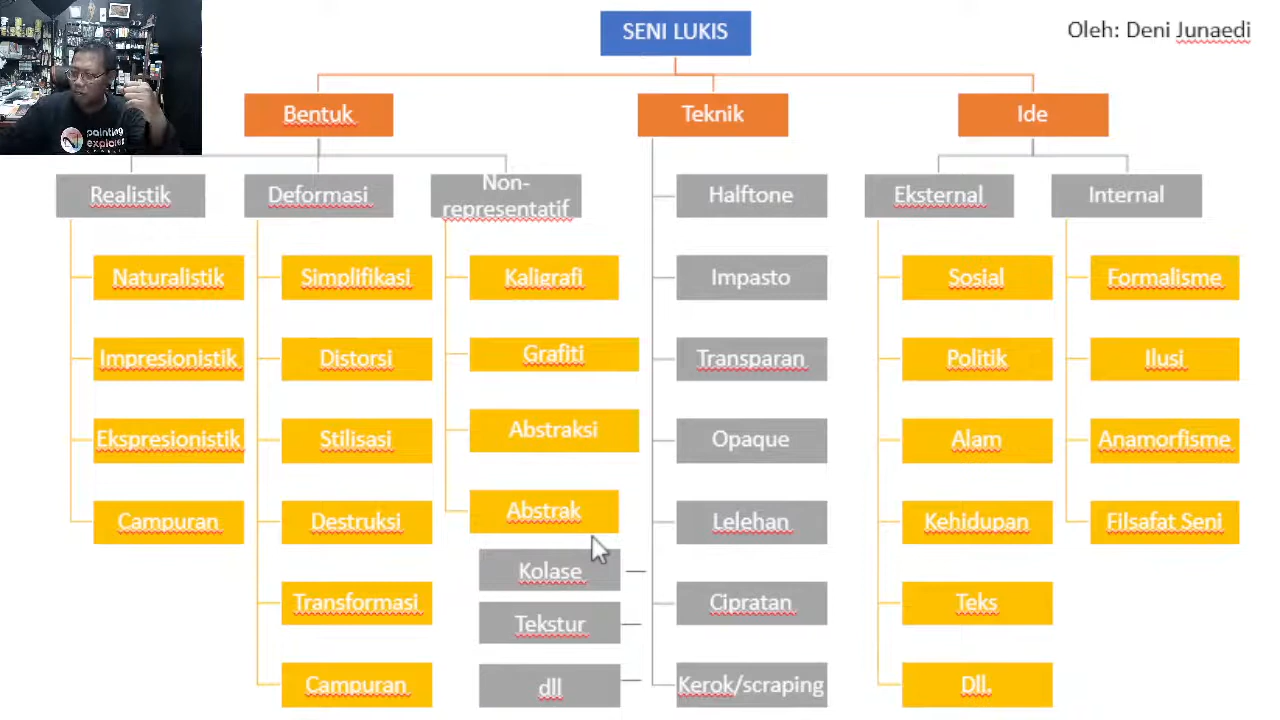 SENI LUKIS
Oleh: Deni Junaedi
painting
Bentuk
Teknik
Ide
Realistik
Deformasi
Non-
representatif
Halftone
Eksternal
Internal
Naturalistik
Simplifikasi
Kaligrafi
Impasto
Sosial
Formalisme
Impresionistik
Distorsi
Grafiti
Transparan
Politik
Ilusi
Ekspresionistik
Stilisasi
Abstraksi
Opaque
Alam
Anamorfisme
Campuran
Destruksi
Abstrak
Lelehan
Kehidupan
Filsafat Seni
Kolase
Transformasi
Tekstur
Cipratan
Teks
Campuran
dll
Kerok/scraping
Dll.